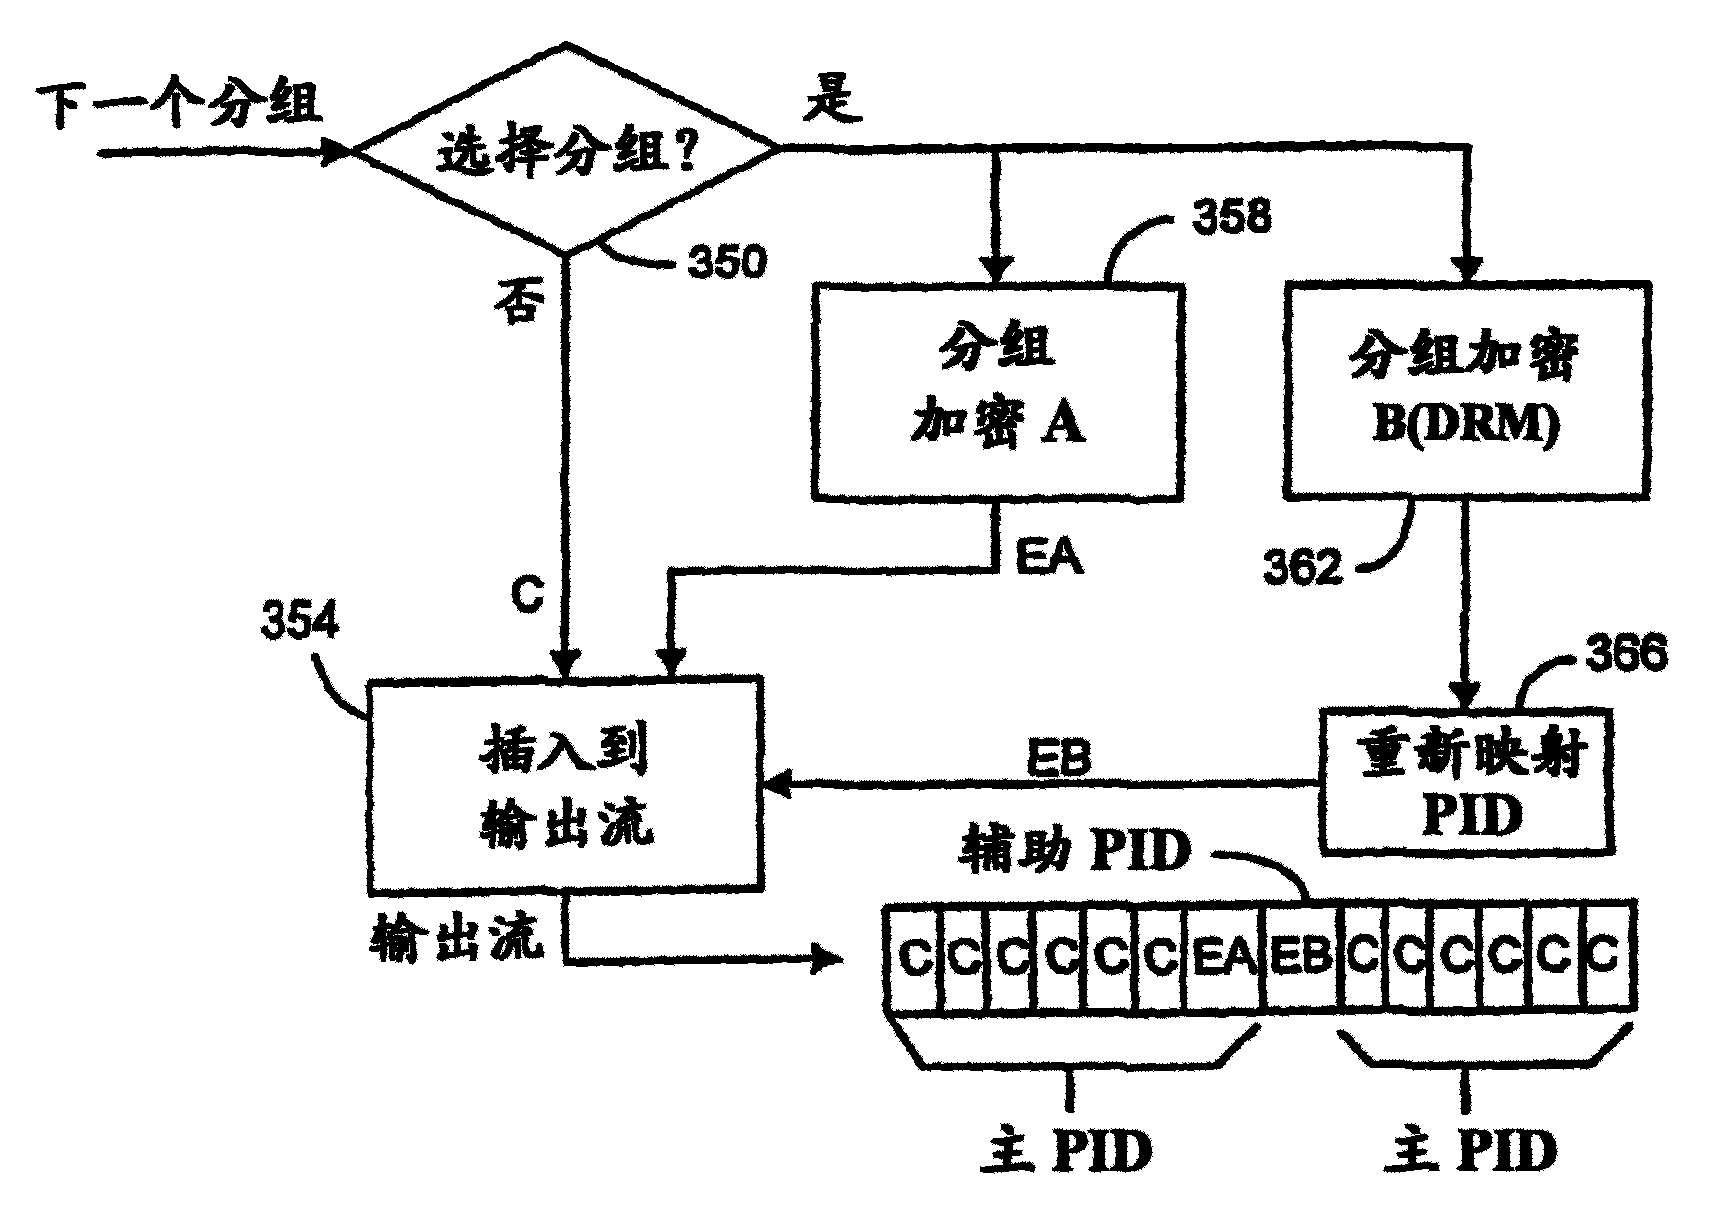 下一个分组
选择分组?
是
350
否
358
分组
加密 A
分组加密
B(DRM)
EA
362
C
354
366
插入到
输出流
EB
重新映射
PID
辅助 PID
输出流
C C C C C C EA EB C C C C C C
主 PID
主 PID